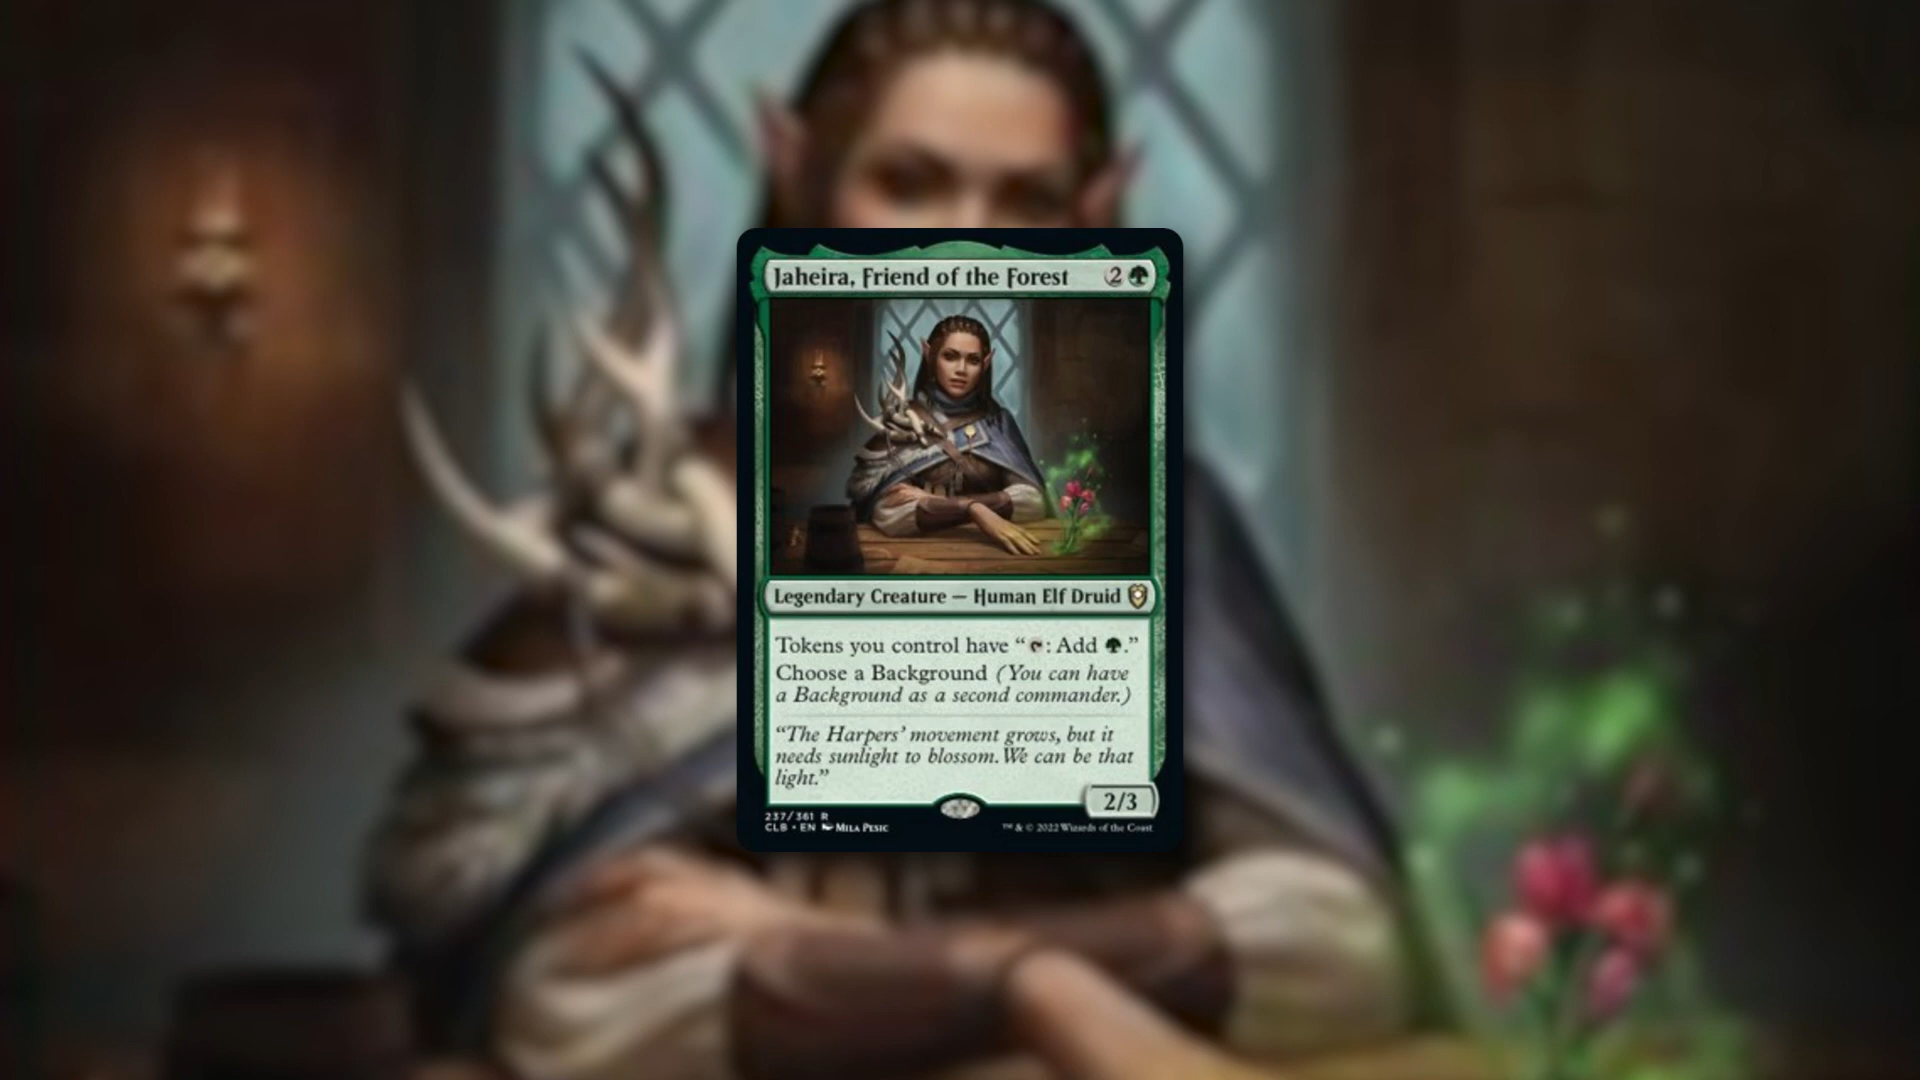 Jaheira, Friend of the Forest 2
Legendary Creature — Human Elf Druid
Tokens you control have “: Add .”
Choose a Background (You can have
a Background as a second commander.)
“The Harpers’ movement grows, but it
needs sunlight to blossom. We can be that
light.”
2/3
237/361 R
CLB • EN Mila Pesic
™ & © 2022 Wizards of the Coast